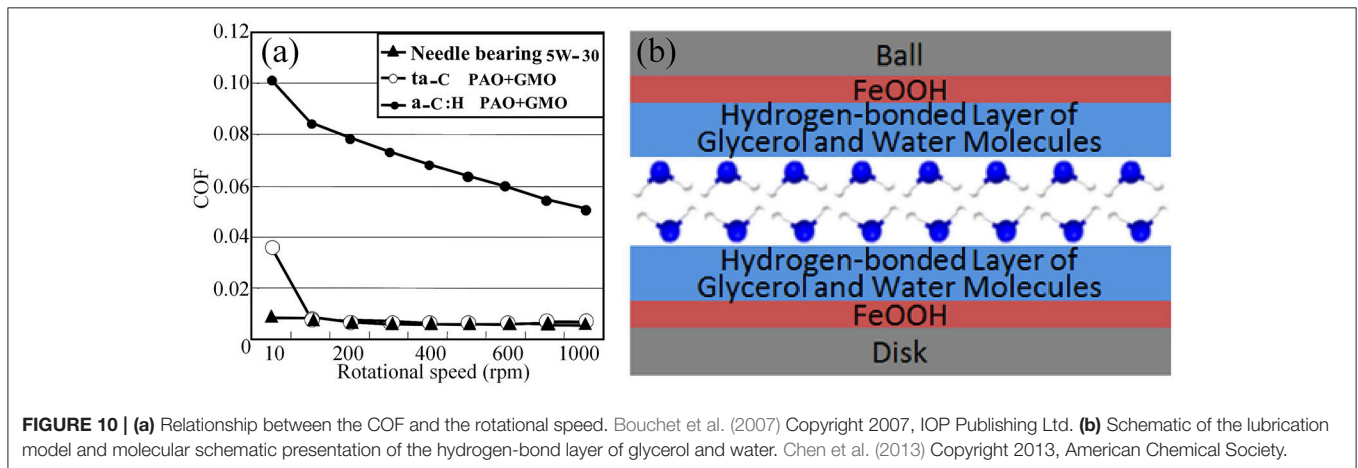 (a)
Needle bearing 5W-30
ta-C PAO+GMO
a-C:H PAO+GMO
0.12
0.10
0.08
0.06
0.04
0.02
0
COF
10 200 400 600 1000
Rotational speed (rpm)
(b)
Ball
FeOOH
Hydrogen-bonded Layer of
Glycerol and Water Molecules
Hydrogen-bonded Layer of
Glycerol and Water Molecules
FeOOH
Disk
FIGURE 10 | (a) Relationship between the COF and the rotational speed. Bouchet et al. (2007) Copyright 2007, IOP Publishing Ltd. (b) Schematic of the lubrication
model and molecular schematic presentation of the hydrogen-bond layer of glycerol and water. Chen et al. (2013) Copyright 2013, American Chemical Society.